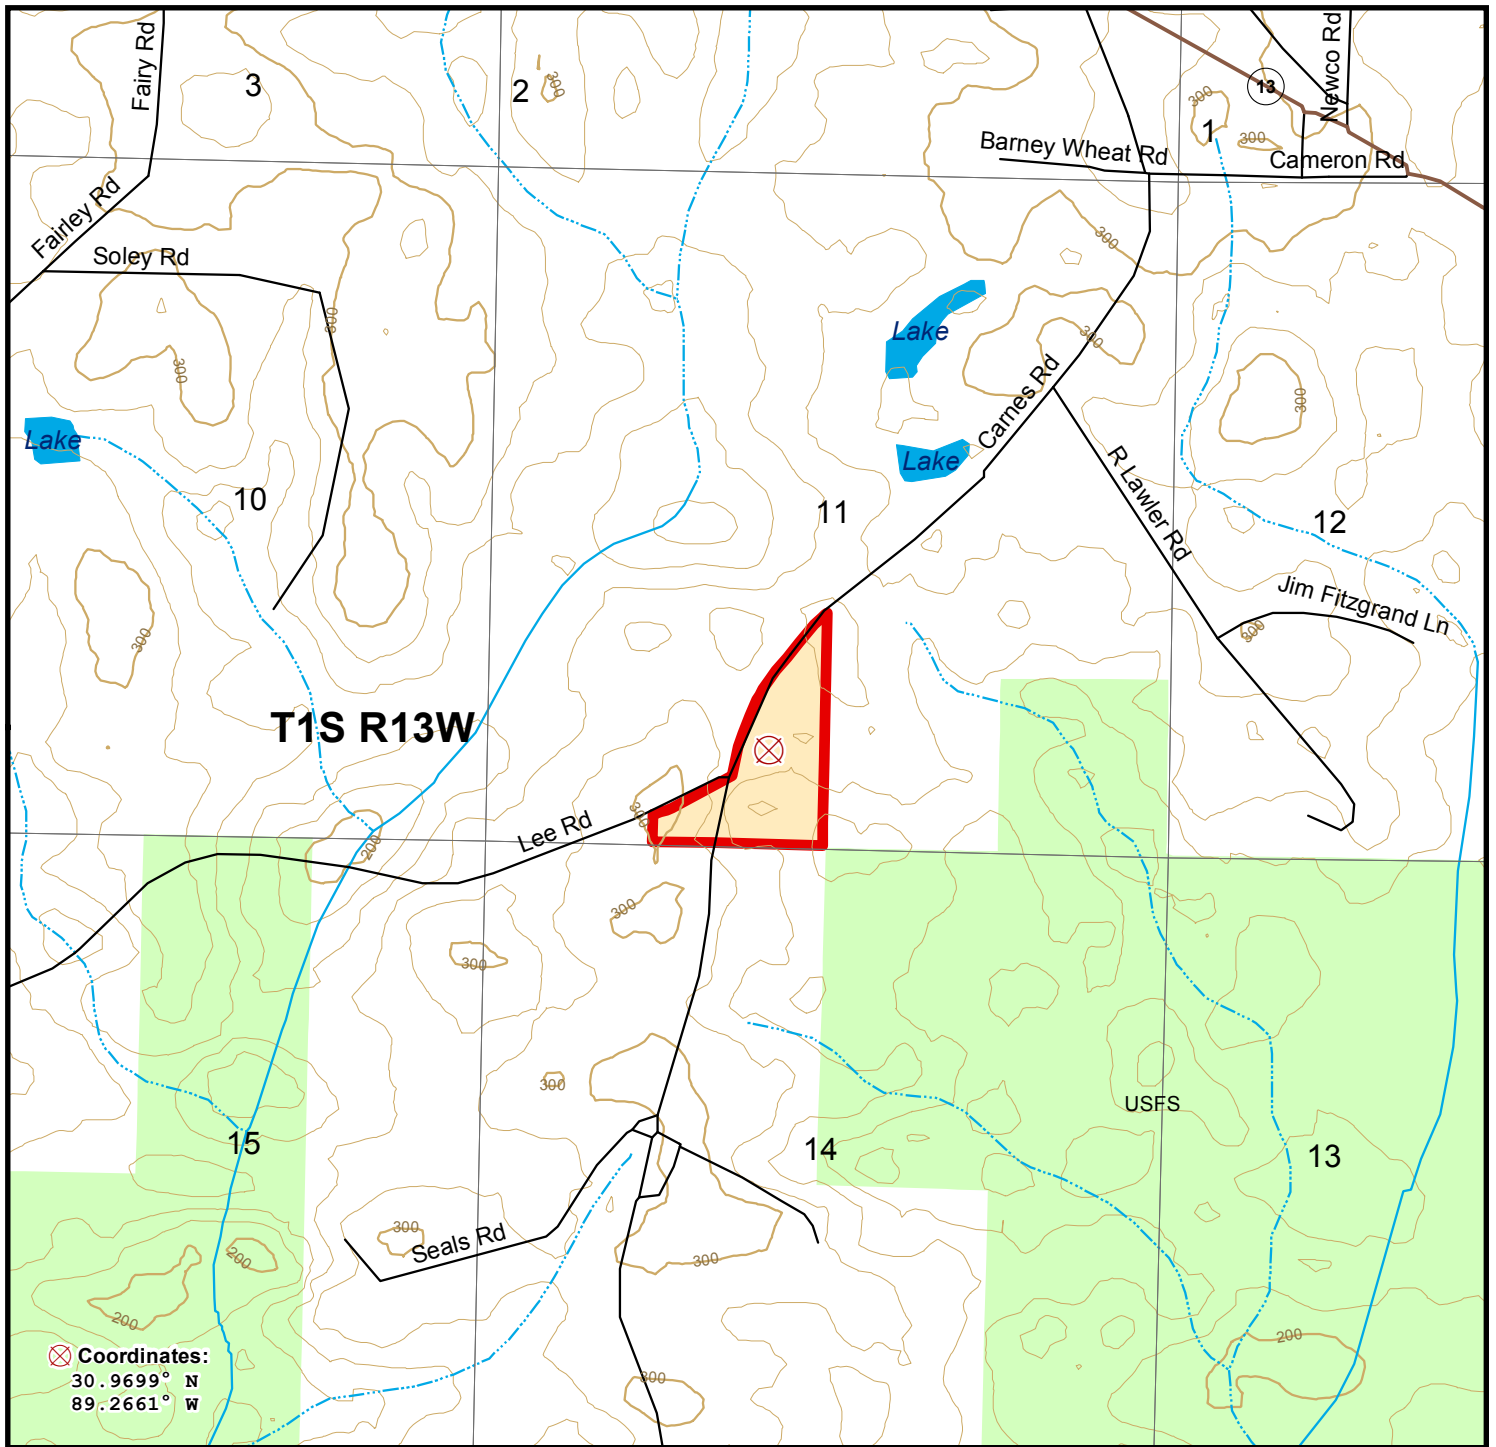 Fairy Rd
3
2
300
300
13
Newco Rd
1
300
Barney Wheat Rd
Cameron Rd
Fairley Rd
Soley Rd
300
300
300
Lake
300
Carnes Rd
300
300
Lake
Lake
10
11
R Lawler Rd
12
300
Jim Fitzgrand Ln
300
T1S R13W
300
Lee Rd
200
300
300
300
USFS
15
14
13
300
Seals Rd
300
200
200
200
300
Coordinates:
30.9699° N
89.2661° W